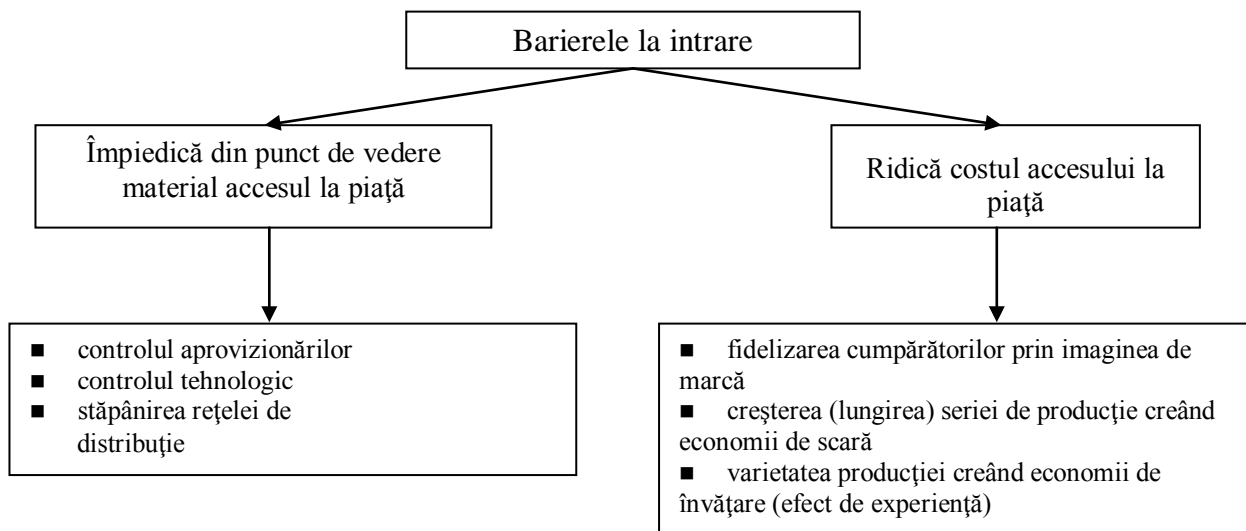 Barierele la intrare
Împiedică din punct de vedere
material accesul la piaţă
Ridică costul accesului la
piaţă
■ controlul aprovizionărilor
■ controlul tehnologic
■ stăpânirea reţelei de
distribuţie
■ fidelizarea cumpărătorilor prin imaginea de
marcă
■ creşterea (lungirea) seriei de producţie creând
economii de scară
■ varietatea producţiei creând economii de
învăţare (efect de experienţă)